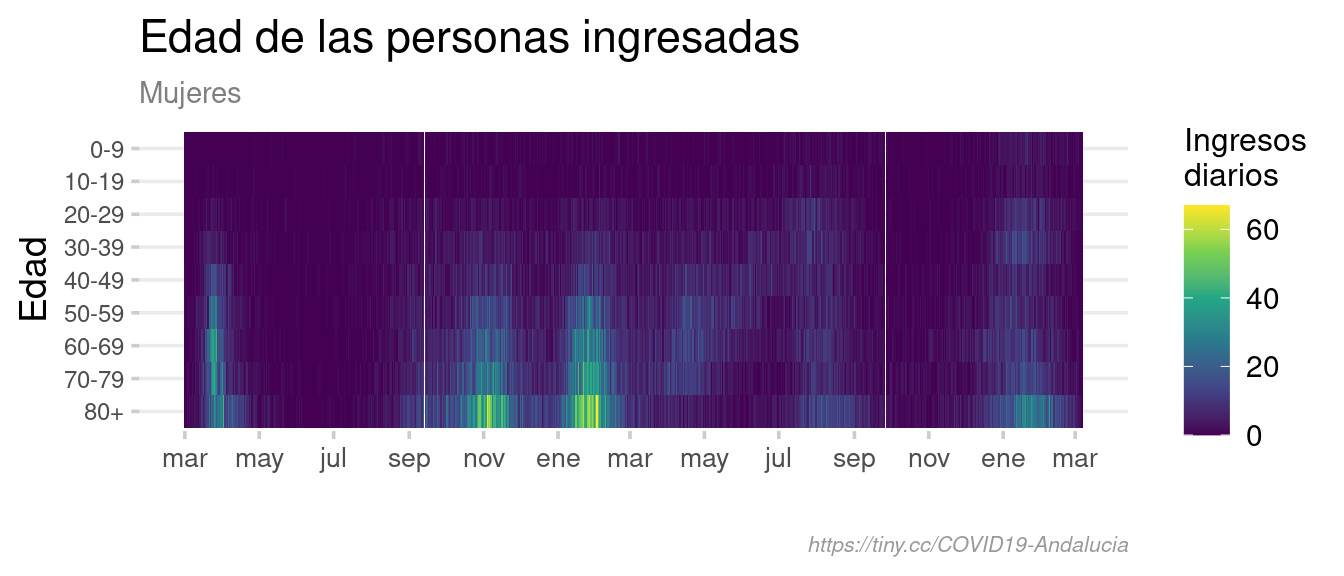 Edad de las personas ingresadas
Mujeres
Edad
0-9
10-19
20-29
30-39
40-49
50-59
60-69
70-79
80+
mar may jul sep nov ene mar may jul sep nov ene mar
Ingresos
diarios
60
40
20
0
https://tiny.cc/COVID19-Andalucia